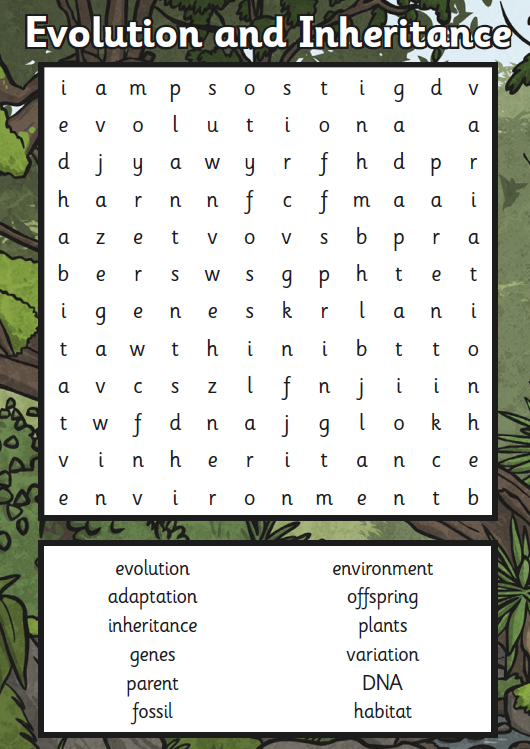 Evolution and Inheritance
i a m p s o s t i g d v
e v o l u t i o n a a
d j y a w y r f h d p r
h a r n n f c f m a a i
a z e t v o v s b p r a
b e r s w s g p h t e t
i g e n e s k r l a n i
t a w t h i n i b t t o
a v c s z l f n j i i n
t w f d n a j g l o k h
v i n h e r i t a n c e
e n v i r o n m e n t b
evolution environment
adaptation offspring
inheritance plants
genes variation
parent DNA
fossil habitat